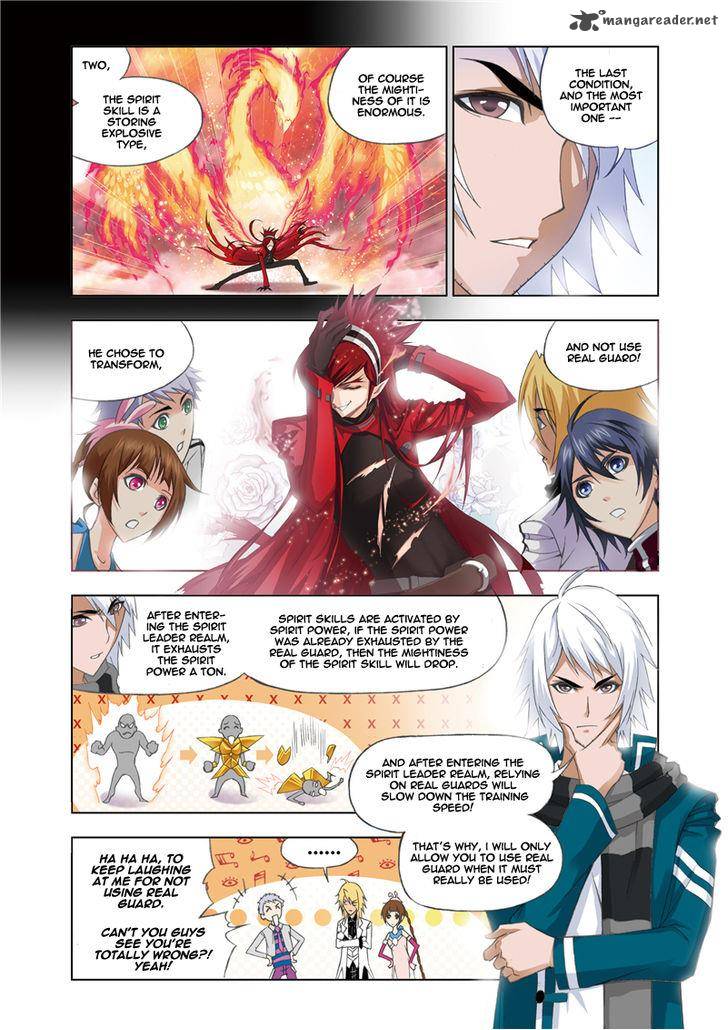 mangareader.net
TWO,
THE SPIRIT
SKILL IS A
STORING
EXPLOSIVE
TYPE,
OF COURSE
THE MIGHTI-
NESS OF IT IS
ENORMOUS.
THE LAST
CONDITION,
AND THE MOST
IMPORTANT
ONE --
HE CHOSE TO
TRANSFORM,
AND NOT USE
REAL GUARD!
AFTER ENTER-
ING THE SPIRIT
LEADER REALM,
IT EXHAUSTS
THE SPIRIT
POWER A TON.
SPIRIT SKILLS ARE ACTIVATED BY
SPIRIT POWER, IF THE SPIRIT POWER
WAS ALREADY EXHAUSTED BY THE
REAL GUARD, THEN THE MIGHTINESS
OF THE SPIRIT SKILL WILL DROP.
AND AFTER ENTERING THE
SPIRIT LEADER REALM, RELYING
ON REAL GUARDS WILL
SLOW DOWN THE TRAINING
SPEED!
THAT'S WHY, I WILL ONLY
ALLOW YOU TO USE REAL
GUARD WHEN IT MUST
REALLY BE USED!
HA HA HA, TO
KEEP LAUGHING
AT ME FOR NOT
USING REAL
GUARD.
CAN'T YOU GUYS
SEE YOU'RE
TOTALLY WRONG?!
YEAH!
......